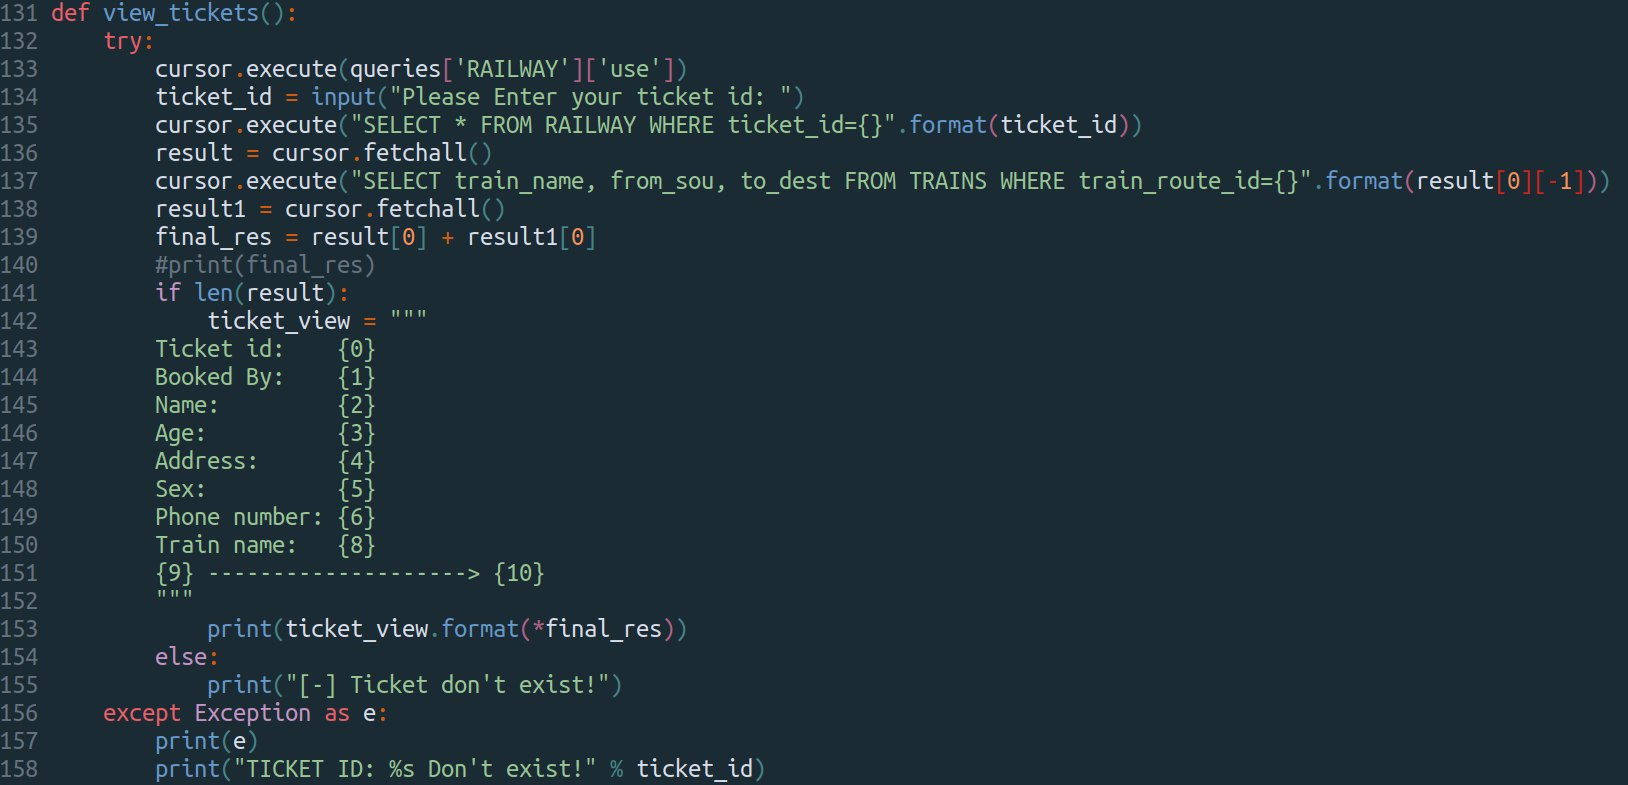 131 def view_tickets():
132     try:
133         cursor.execute(queries['RAILWAY']['use'])
134         ticket_id = input("Please Enter your ticket id: ")
135         cursor.execute("SELECT * FROM RAILWAY WHERE ticket_id={}".format(ticket_id))
136         result = cursor.fetchall()
137         cursor.execute("SELECT train_name, from_sou, to_dest FROM TRAINS WHERE train_route_id={}".format(result[0][-1]))
138         result1 = cursor.fetchall()
139         final_res = result[0] + result1[0]
140         #print(final_res)
141         if len(result):
142             ticket_view = """
143         Ticket id:    {0}
144         Booked By:    {1}
145         Name:         {2}
146         Age:          {3}
147         Address:      {4}
148         Sex:          {5}
149         Phone number: {6}
150         Train name:   {8}
151         {9} --------------------> {10}
152         """
153             print(ticket_view.format(*final_res))
154         else:
155             print("[-] Ticket don't exist!")
156     except Exception as e:
157         print(e)
158         print("TICKET ID: %s Don't exist!" % ticket_id)